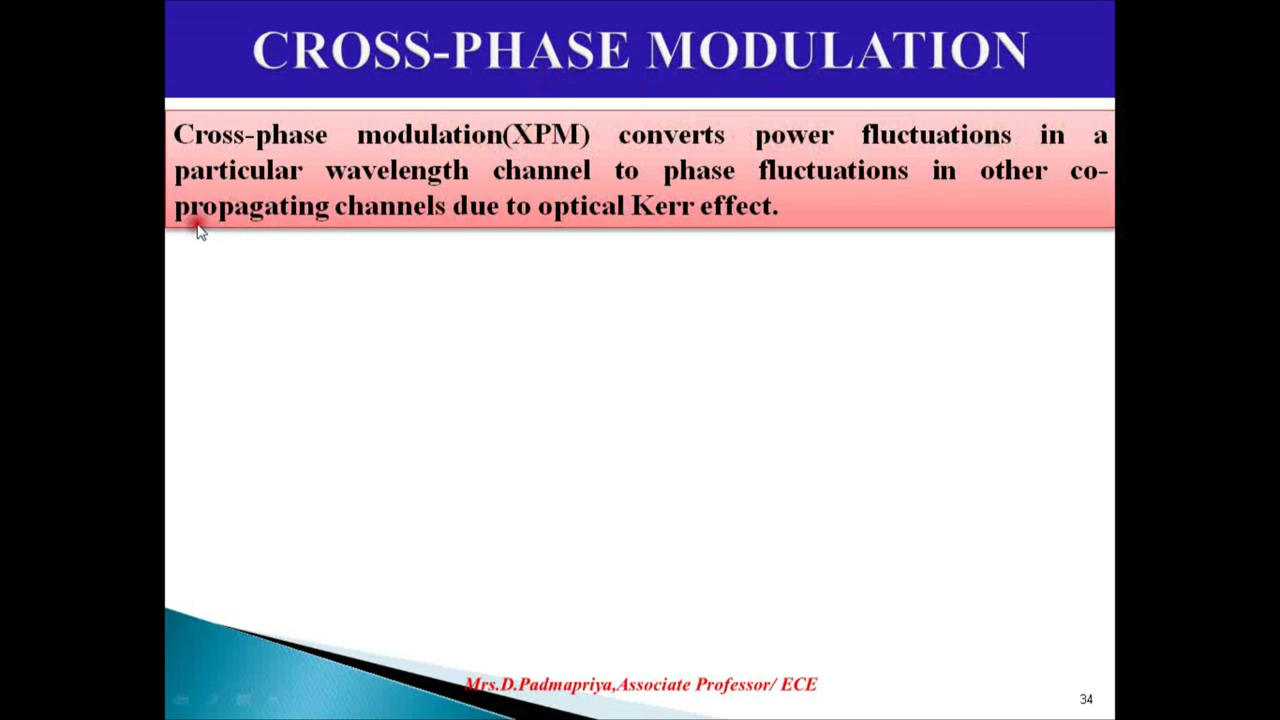 CROSS-PHASE MODULATION
Cross-phase modulation(XPM) converts power fluctuations in a
particular wavelength channel to phase fluctuations in other co-
propagating channels due to optical Kerr effect.
Mrs.D.Padmapriya,Associate Professor/ ECE
34